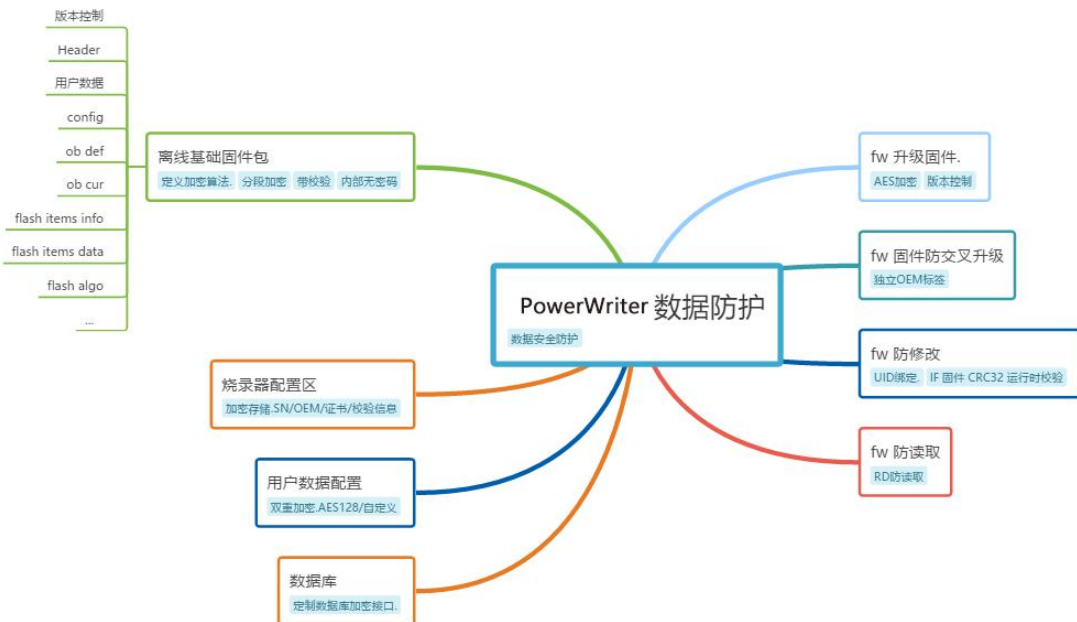 版本控制
Header
用户数据
config
ob def
ob cur
flash items info
flash items data
flash algo
...
离线基础固件包
定义加密算法. 分段加密 带校验 内部无密码
烧录器配置区
加密存储.SN/OEM/证书/校验信息
用户数据配置
双重加密.AES128/自定义
数据库
定制数据库加密接口.
PowerWriter 数据防护
数据安全防护
fw 升级固件.
AES加密 版本控制
fw 固件防交叉升级
独立OEM标签
fw 防修改
UID绑定. IF 固件 CRC32 运行时校验
fw 防读取
RD防读取